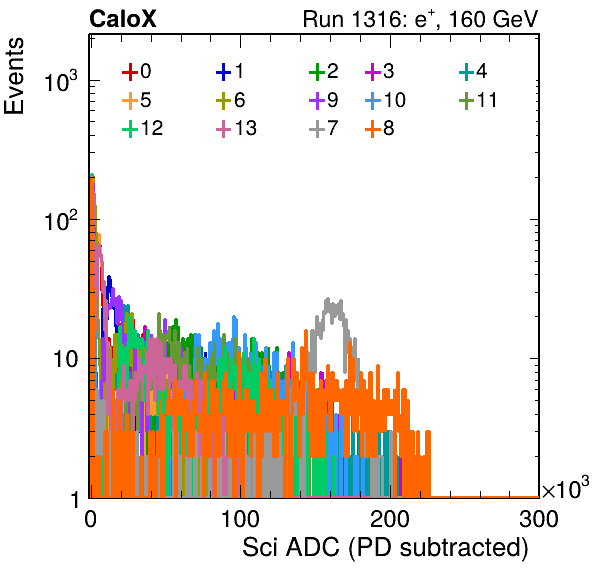 CaloX Run 1316: e⁺, 160 GeV
Events
10³
0 1 2 3 4
5 6 9 10 11
12 13 7 8
10²
10
1
×10³
0 100 200 300
Sci ADC (PD subtracted)